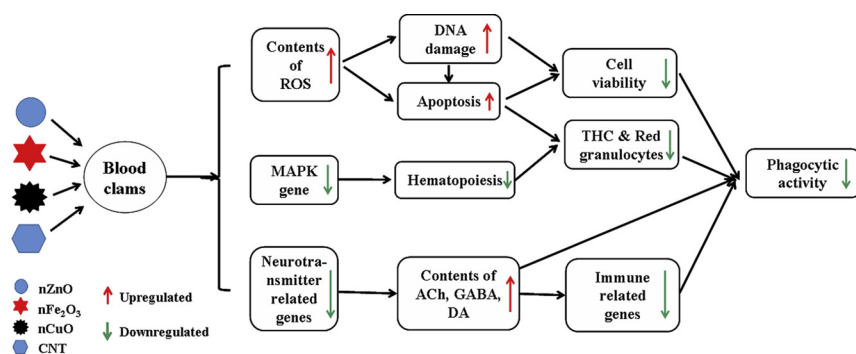 Contents
of
ROS
DNA
damage
Apoptosis
Cell
viability
THC & Red
granulocytes
Blood
clams
MAPK
gene
Hematopoiesis
Phagocytic
activity
Neurotra-
nsmitter
related
genes
Contents of
ACh, GABA,
DA
Immune
related
genes
nZnO
nFe₂O₃
nCuO
CNT
Upregulated
Downregulated